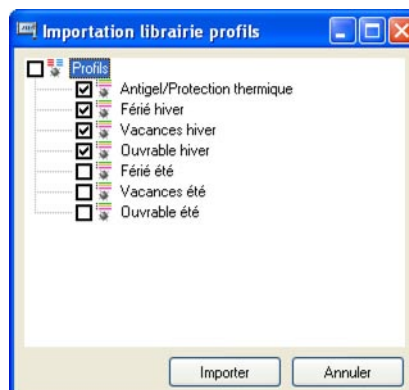 Importation librairie profils
Profils
Antigel/Protection thermique
Férié hiver
Vacances hiver
Ouvrable hiver
Férié été
Vacances été
Ouvrable été
Importer
Annuler